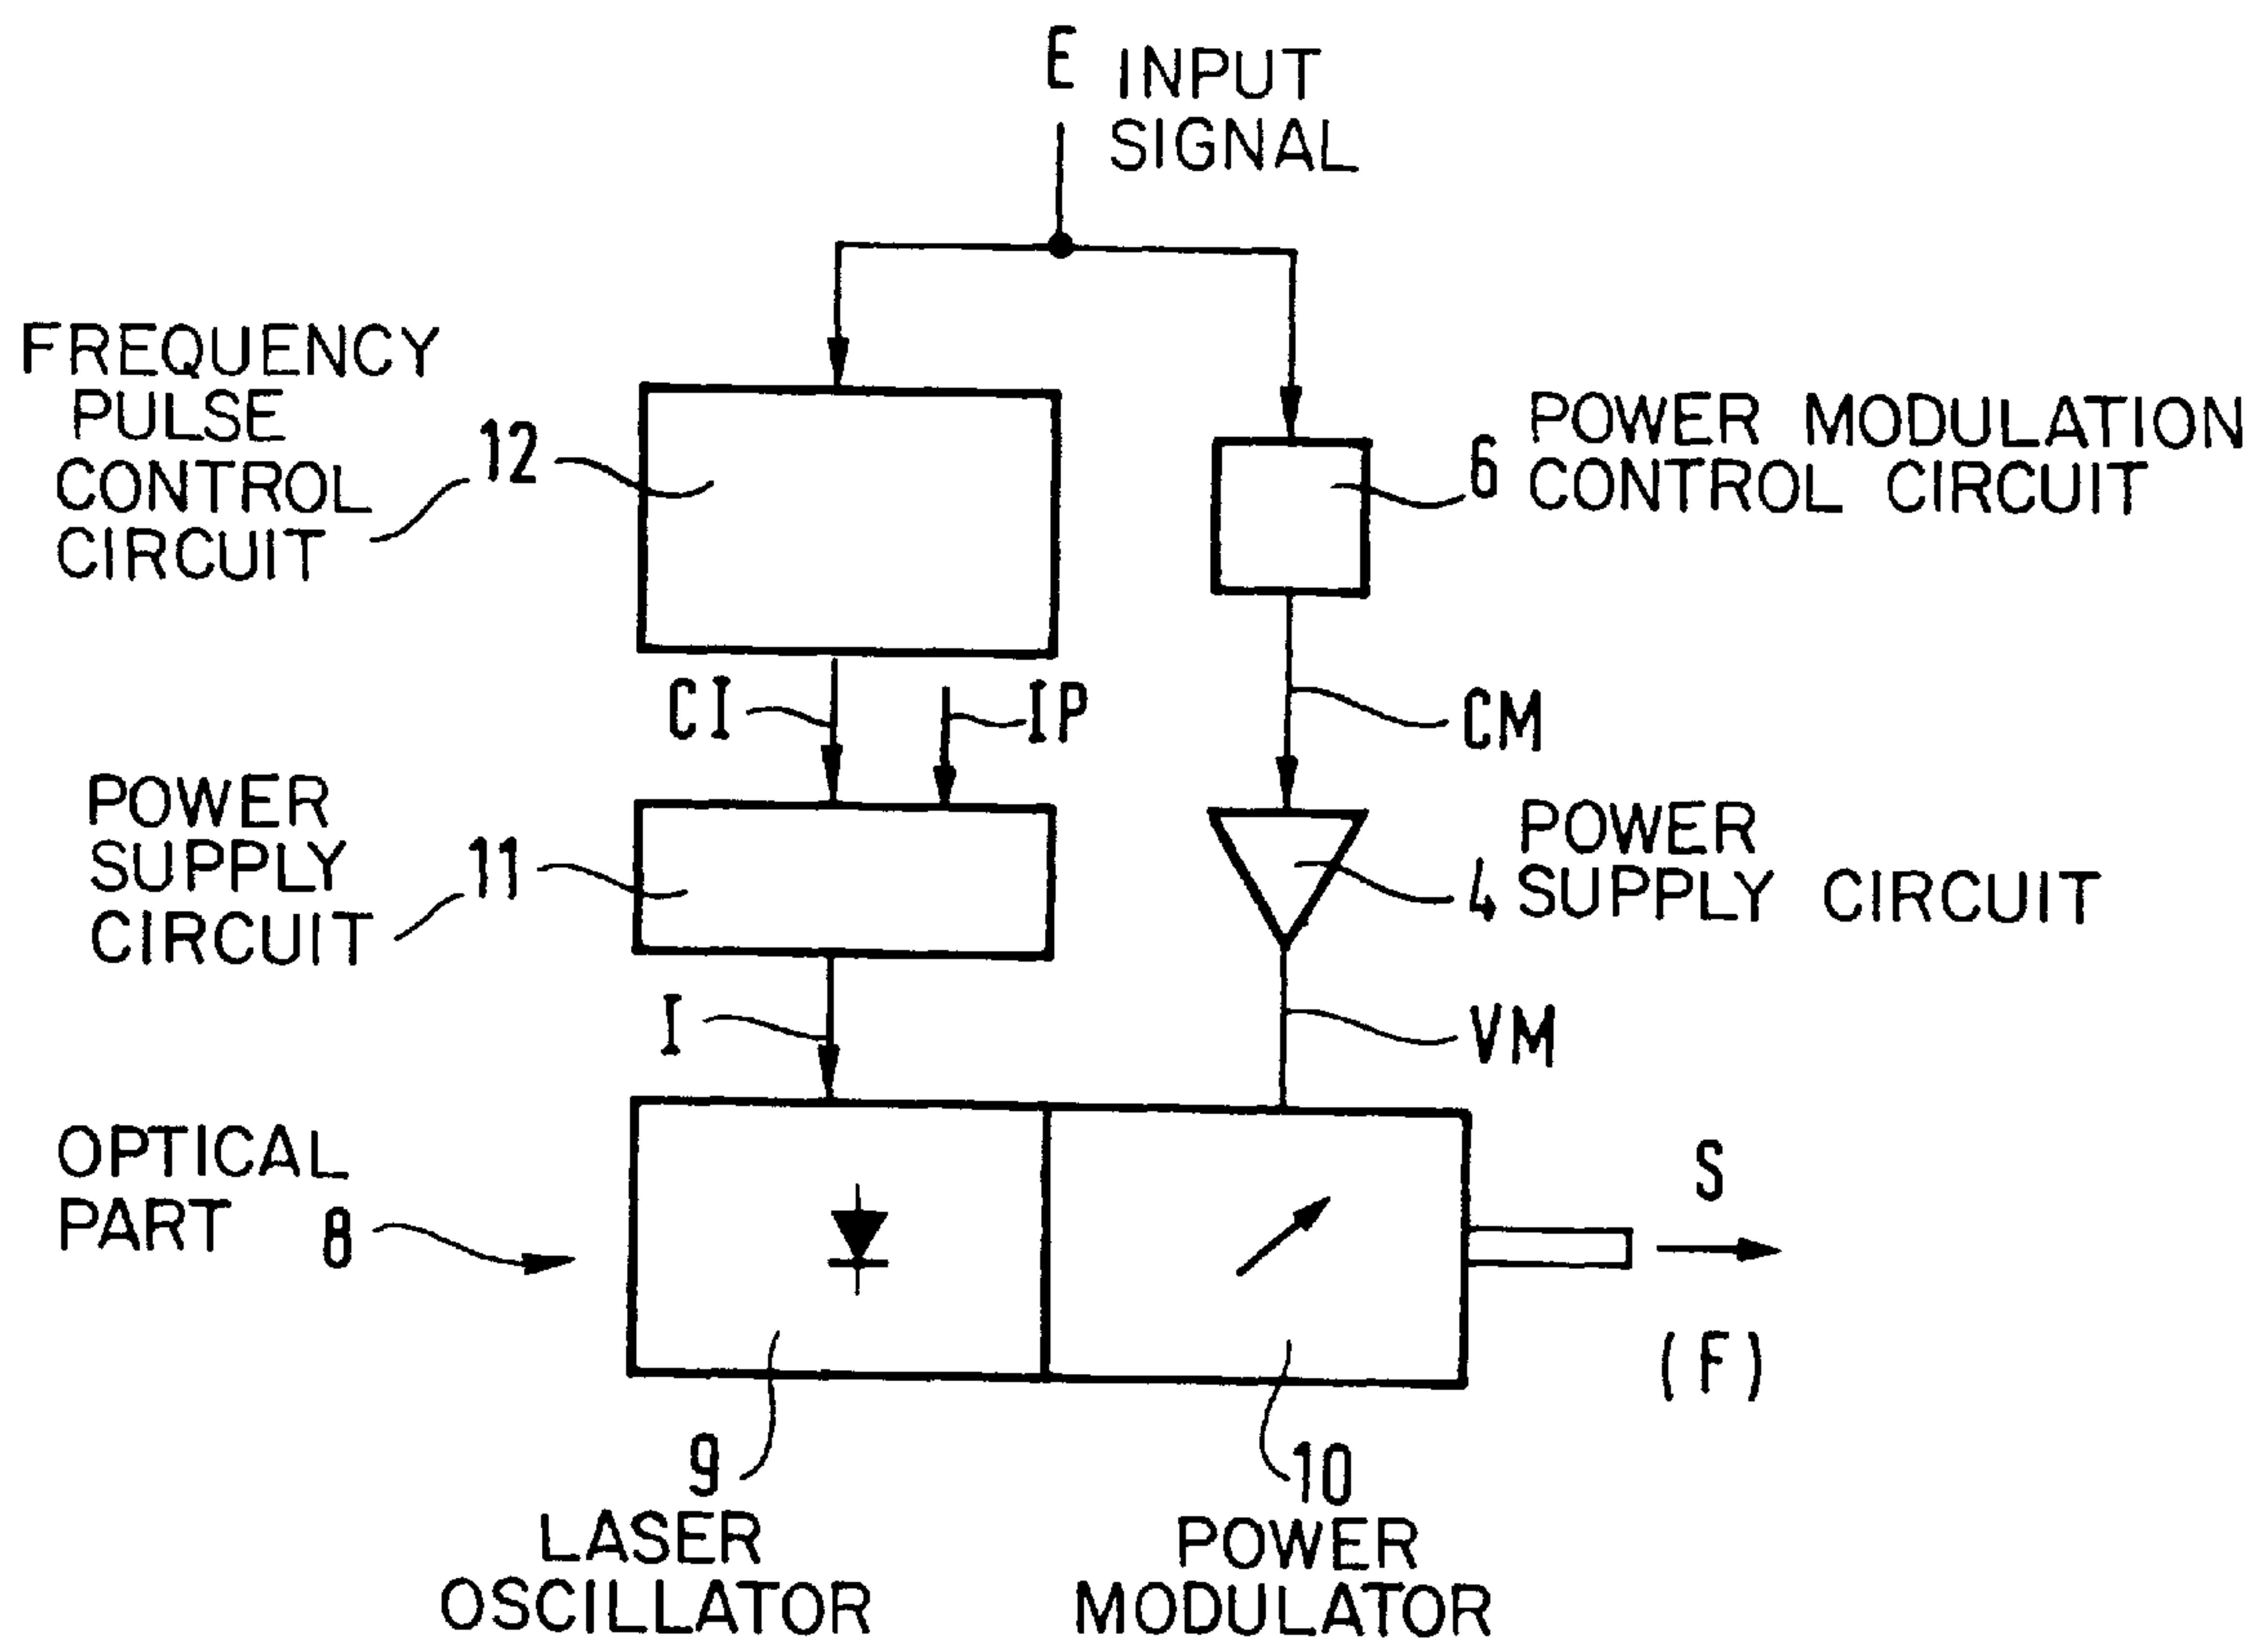 E INPUT
SIGNAL
FREQUENCY
PULSE
CONTROL
CIRCUIT
12
6 POWER MODULATION
CONTROL CIRCUIT
CI
IP
CM
POWER
SUPPLY
CIRCUIT
11
POWER
4 SUPPLY CIRCUIT
I
VM
OPTICAL
PART 8
S
(F)
9
LASER
OSCILLATOR
10
POWER
MODULATOR